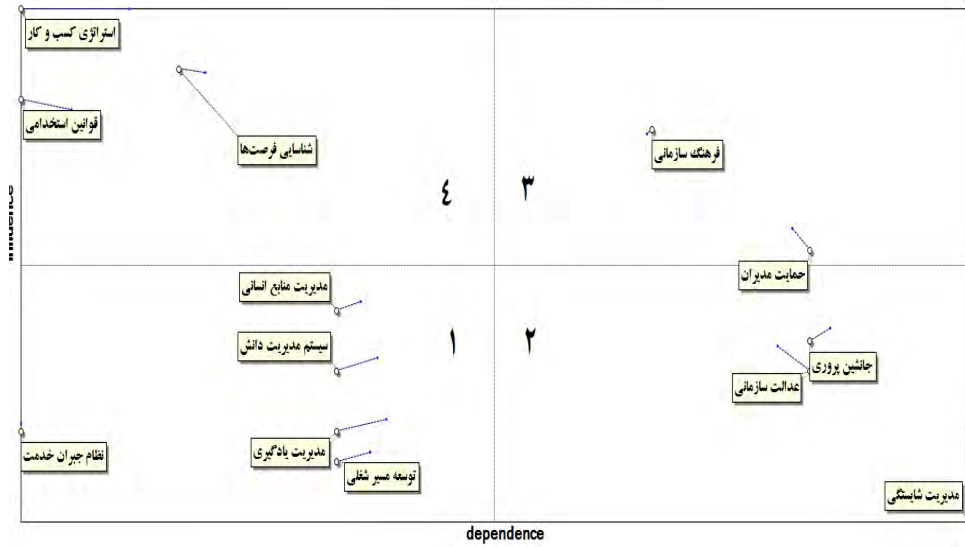 استراتژی کسب و کار
قوانین استخدامی
شناسایی فرصت‌ها
فرهنگ سازمانی
٤
٣
influence
حمایت مدیران
مدیریت منابع انسانی
سیستم مدیریت دانش
١
٢
جانشین پروری
عدالت سازمانی
نظام جبران خدمت
مدیریت یادگیری
توسعه مسیر شغلی
مدیریت شایستگی
dependence